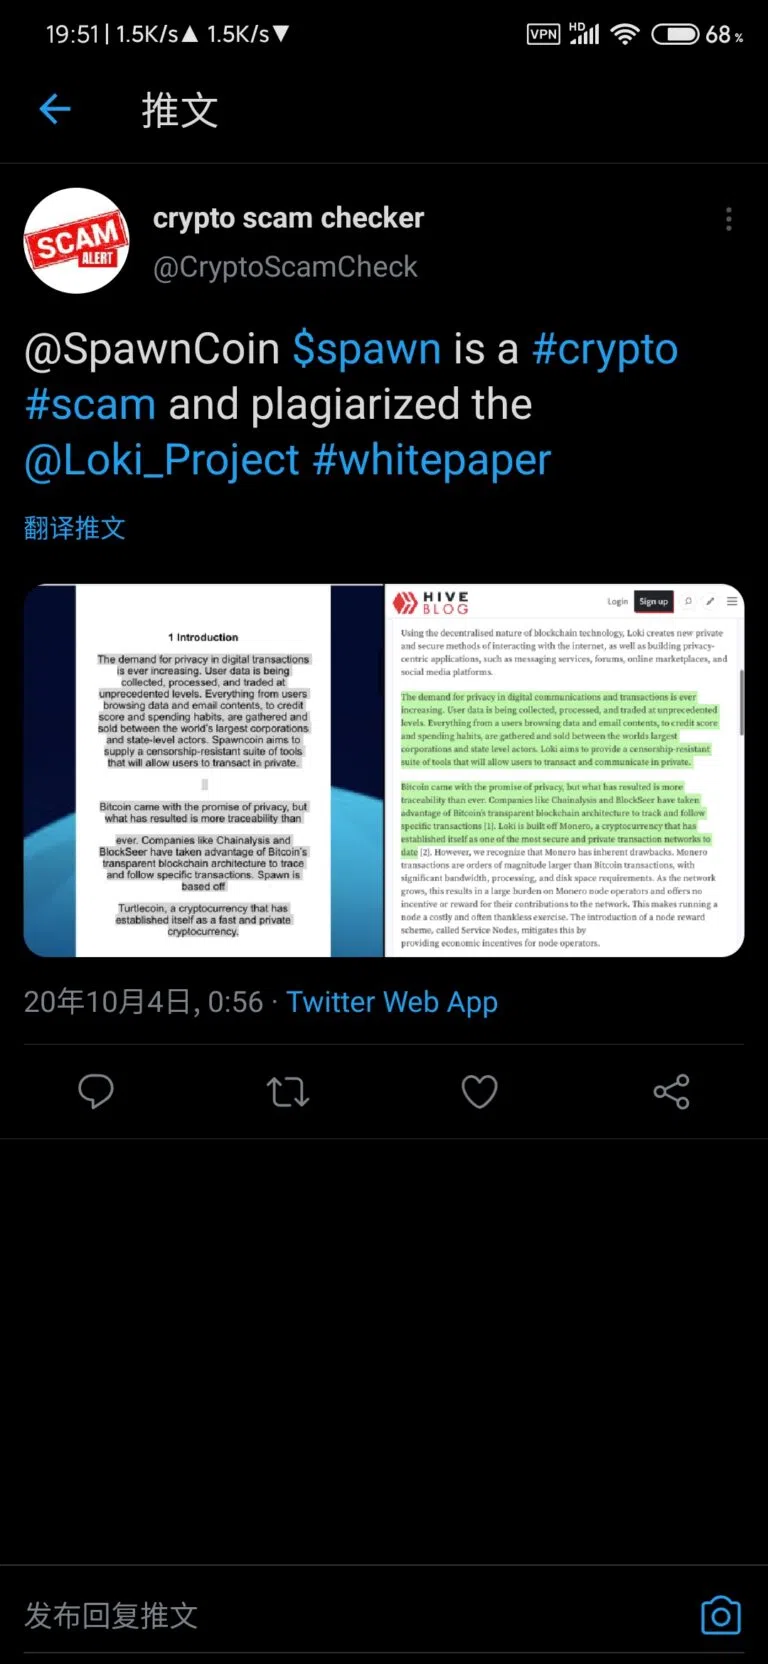 19:51 | 1.5K/s▲ 1.5K/s▼
VPN HD 68%
推文
SCAM
ALERT
crypto scam checker
@CryptoScamCheck
@SpawnCoin $spawn is a #crypto
#scam and plagiarized the
@Loki_Project #whitepaper
翻译推文
1 Introduction
The demand for privacy in digital transactions
is ever increasing. User data is being
collected, processed, and traded at
unprecedented levels. Everything from users
browsing data and email contents, to credit
score and spending habits, are gathered and
sold between the world's largest corporations
and state-level actors. Spawncoin aims to
supply a censorship-resistant suite of tools
that will allow users to transact in private.
Bitcoin came with the promise of privacy, but
what has resulted is more traceability than
ever. Companies like Chainalysis and
BlockSeer have taken advantage of Bitcoin's
transparent blockchain architecture to trace
and follow specific transactions. Spawn is
based off
Turtlecoin, a cryptocurrency that has
established itself as a fast and private
cryptocurrency.
HIVE
BLOG
Login Sign up
Using the decentralised nature of blockchain technology, Loki creates new private
and secure methods of interacting with the internet, as well as building privacy-
centric applications, such as messaging services, forums, online marketplaces, and
social media platforms.
The demand for privacy in digital communications and transactions is ever
increasing. User data is being collected, processed, and traded at unprecedented
levels. Everything from a users browsing data and email contents, to credit score
and spending habits, are gathered and sold between the worlds largest
corporations and state level actors. Loki aims to provide a censorship-resistant
suite of tools that will allow users to transact and communicate in private.
Bitcoin came with the promise of privacy, but what has resulted is more
traceability than ever. Companies like Chainalysis and BlockSeer have taken
advantage of Bitcoin's transparent blockchain architecture to track and follow
specific transactions [1]. Loki is built off Monero, a cryptocurrency that has
established itself as one of the most secure and private transaction networks to
date [2]. However, we recognize that Monero has inherent drawbacks. Monero
transactions are orders of magnitude larger than Bitcoin transactions, with
significant bandwidth, processing, and disk space requirements. As the network
grows, this results in a large burden on Monero node operators and offers no
incentive or reward for their contributions to the network. This makes running a
node a costly and often thankless exercise. The introduction of a node reward
scheme, called Service Nodes, mitigates this by
providing economic incentives for node operators.
20年10月4日, 0:56 · Twitter Web App
发布回复推文